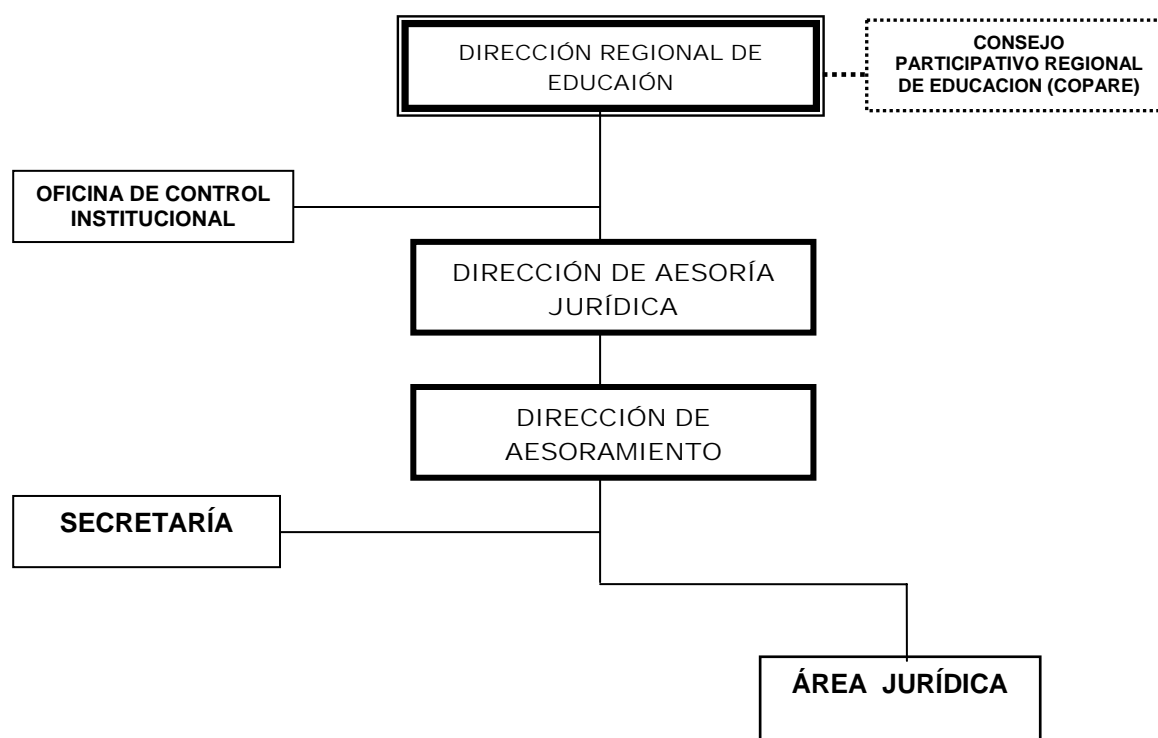 DIRECCIÓN REGIONAL DE
EDUCAIÓN
CONSEJO
PARTICIPATIVO REGIONAL
DE EDUCACION (COPARE)
OFICINA DE CONTROL
INSTITUCIONAL
DIRECCIÓN DE AESORÍA
JURÍDICA
DIRECCIÓN DE
AESORAMIENTO
SECRETARÍA
ÁREA JURÍDICA